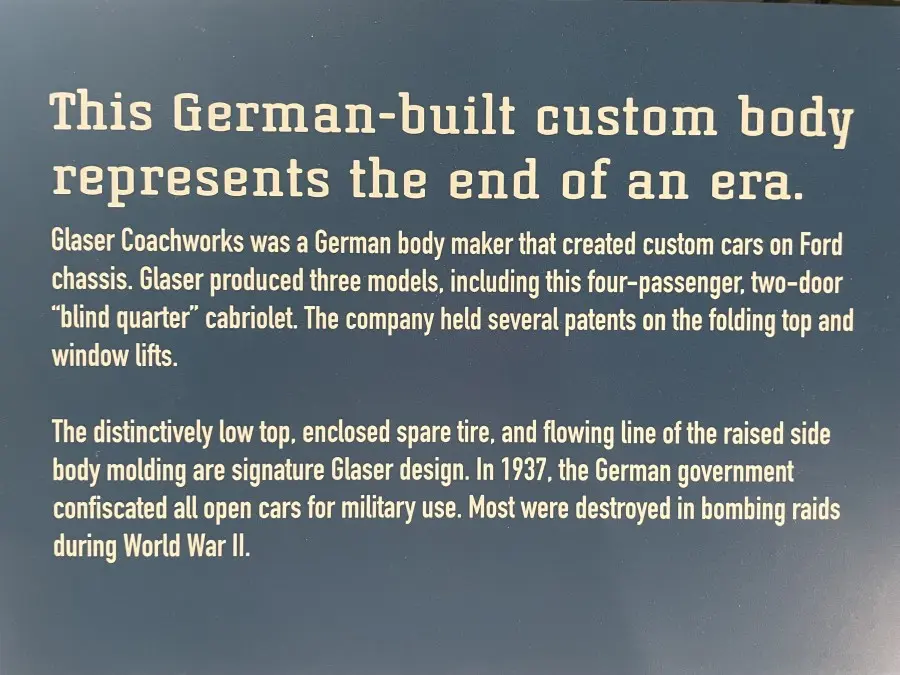 This German-built custom body
represents the end of an era.
Glaser Coachworks was a German body maker that created custom cars on Ford
chassis. Glaser produced three models, including this four-passenger, two-door
“blind quarter” cabriolet. The company held several patents on the folding top and
window lifts.
The distinctively low top, enclosed spare tire, and flowing line of the raised side
body molding are signature Glaser design. In 1937, the German government
confiscated all open cars for military use. Most were destroyed in bombing raids
during World War II.